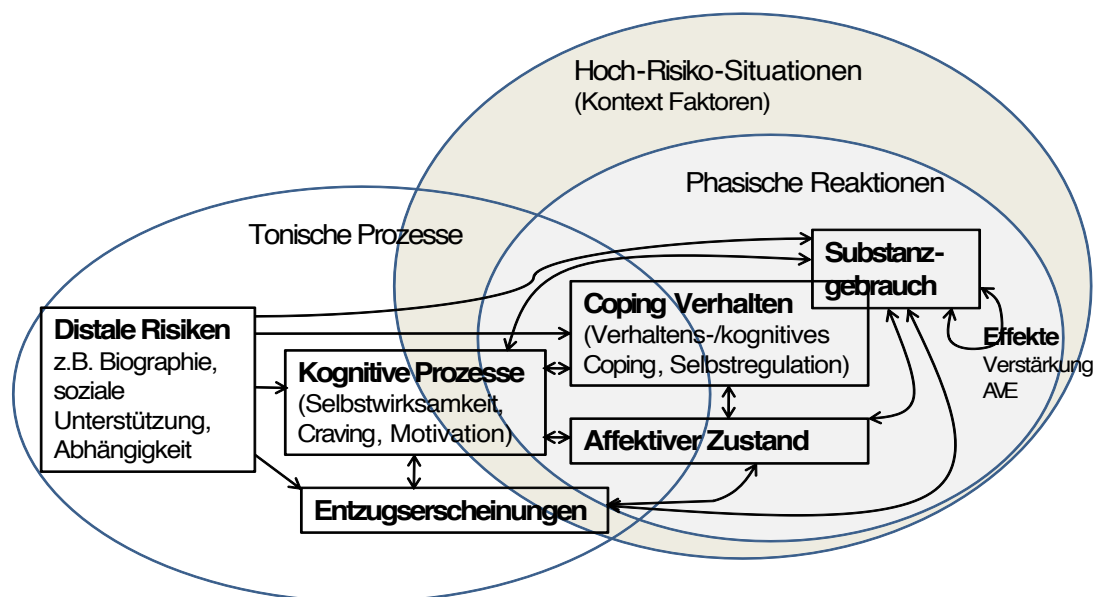 Hoch-Risiko-Situationen
(Kontext Faktoren)
Phasische Reaktionen
Tonische Prozesse
Substanz-
gebrauch
Distale Risiken
z.B. Biographie,
soziale
Unterstützung,
Abhängigkeit
Coping Verhalten
(Verhaltens-/kognitives
Coping, Selbstregulation)
Effekte
Verstärkung
AVE
Kognitive Prozesse
(Selbstwirksamkeit,
Craving, Motivation)
Affektiver Zustand
Entzugserscheinungen